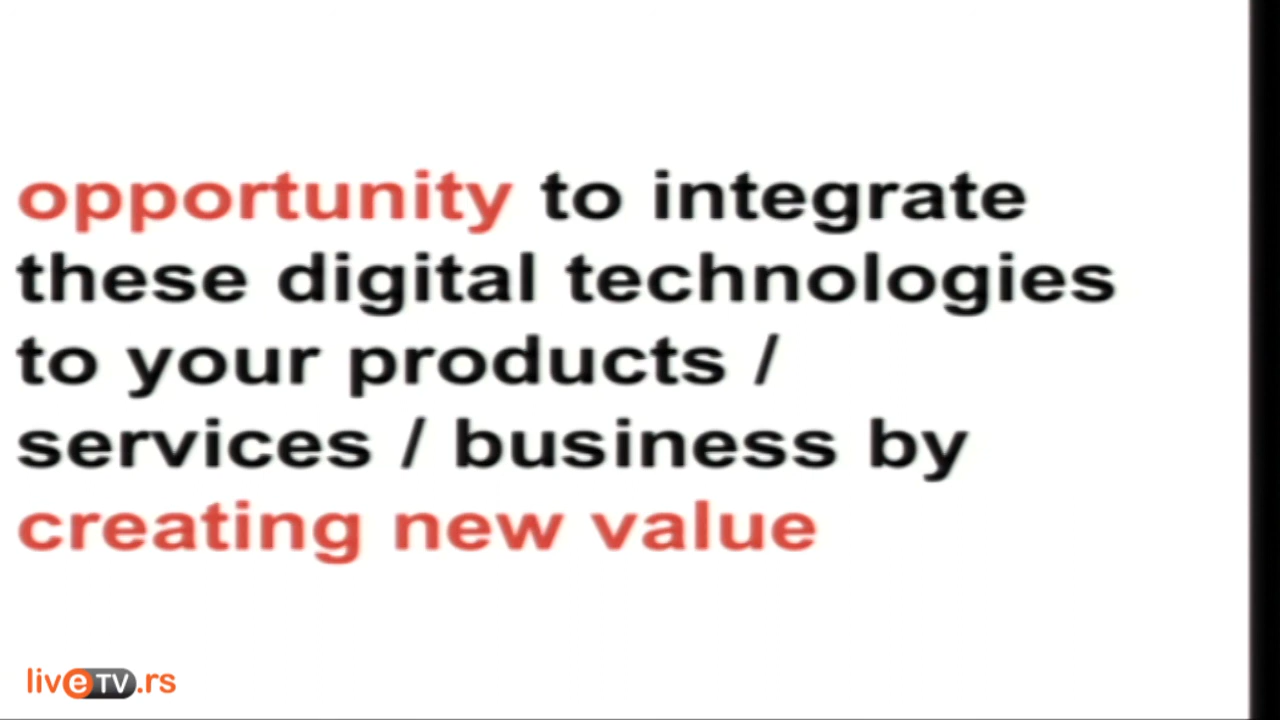 opportunity to integrate
these digital technologies
to your products /
services / business by
creating new value
liveTV.rs